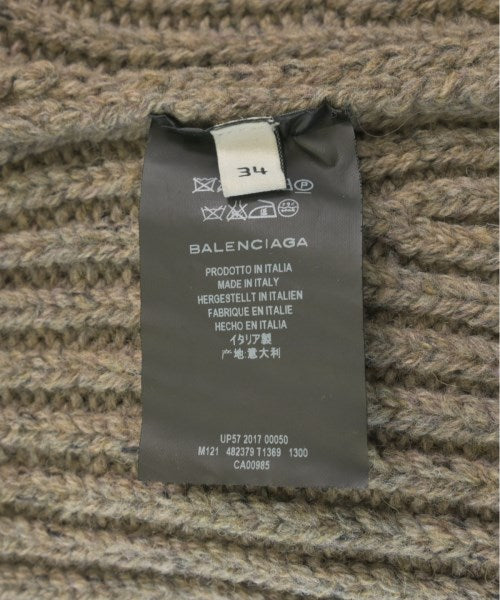 34
P
BALENCIAGA
PRODOTTO IN ITALIA
MADE IN ITALY
HERGESTELLT IN ITALIEN
FABRIQUE EN ITALIE
HECHO EN ITALIA
イタリア製
产地:意大利
UP57 2017 00050
M121 482379 T1369 1300
CA00985